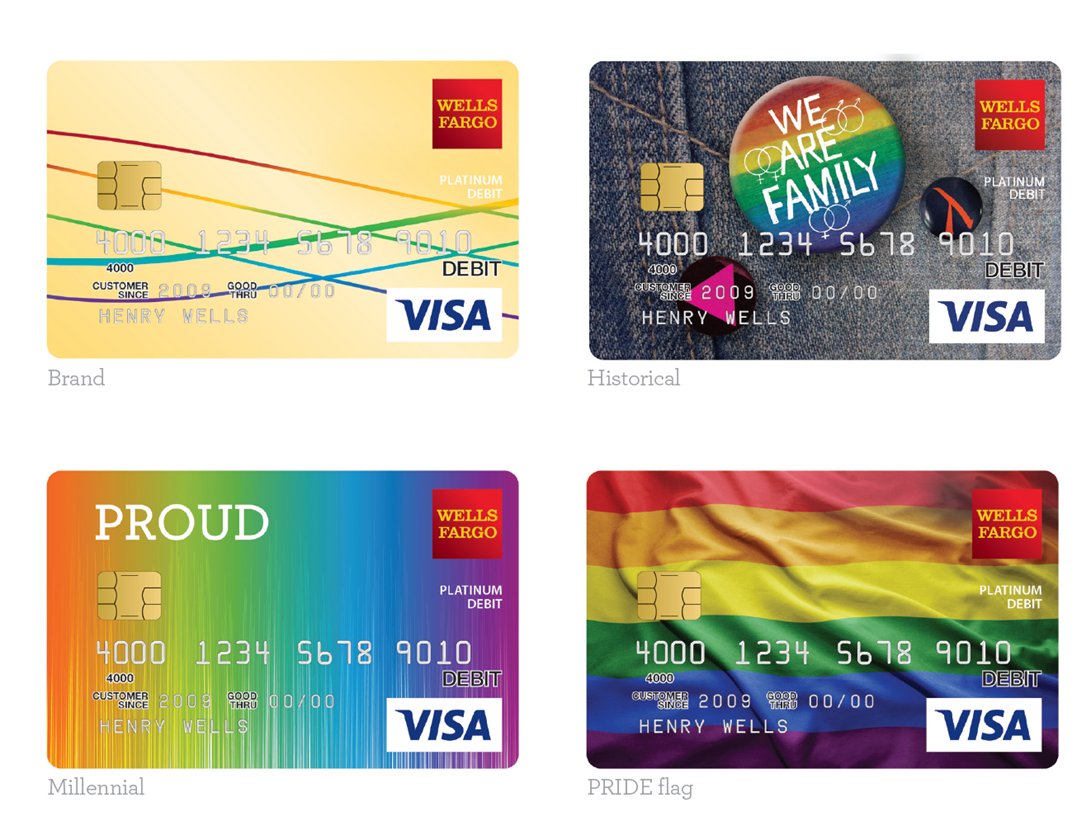 WELLS
FARGO
PLATINUM
DEBIT
4000 1234 5678 9010
4000
DEBIT
CUSTOMER
SINCE 2009 GOOD
THRU 00/00
HENRY WELLS
VISA
Brand
WE
ARE
FAMILY
WELLS
FARGO
PLATINUM
DEBIT
4000 1234 5678 9010
4000
DEBIT
CUSTOMER
SINCE 2009 GOOD
THRU 00/00
HENRY WELLS
VISA
Historical
PROUD
WELLS
FARGO
PLATINUM
DEBIT
4000 1234 5678 9010
4000
DEBIT
CUSTOMER
SINCE 2009 GOOD
THRU 00/00
HENRY WELLS
VISA
Millennial
WELLS
FARGO
PLATINUM
DEBIT
4000 1234 5678 9010
4000
DEBIT
CUSTOMER
SINCE 2009 GOOD
THRU 00/00
HENRY WELLS
VISA
PRIDE flag